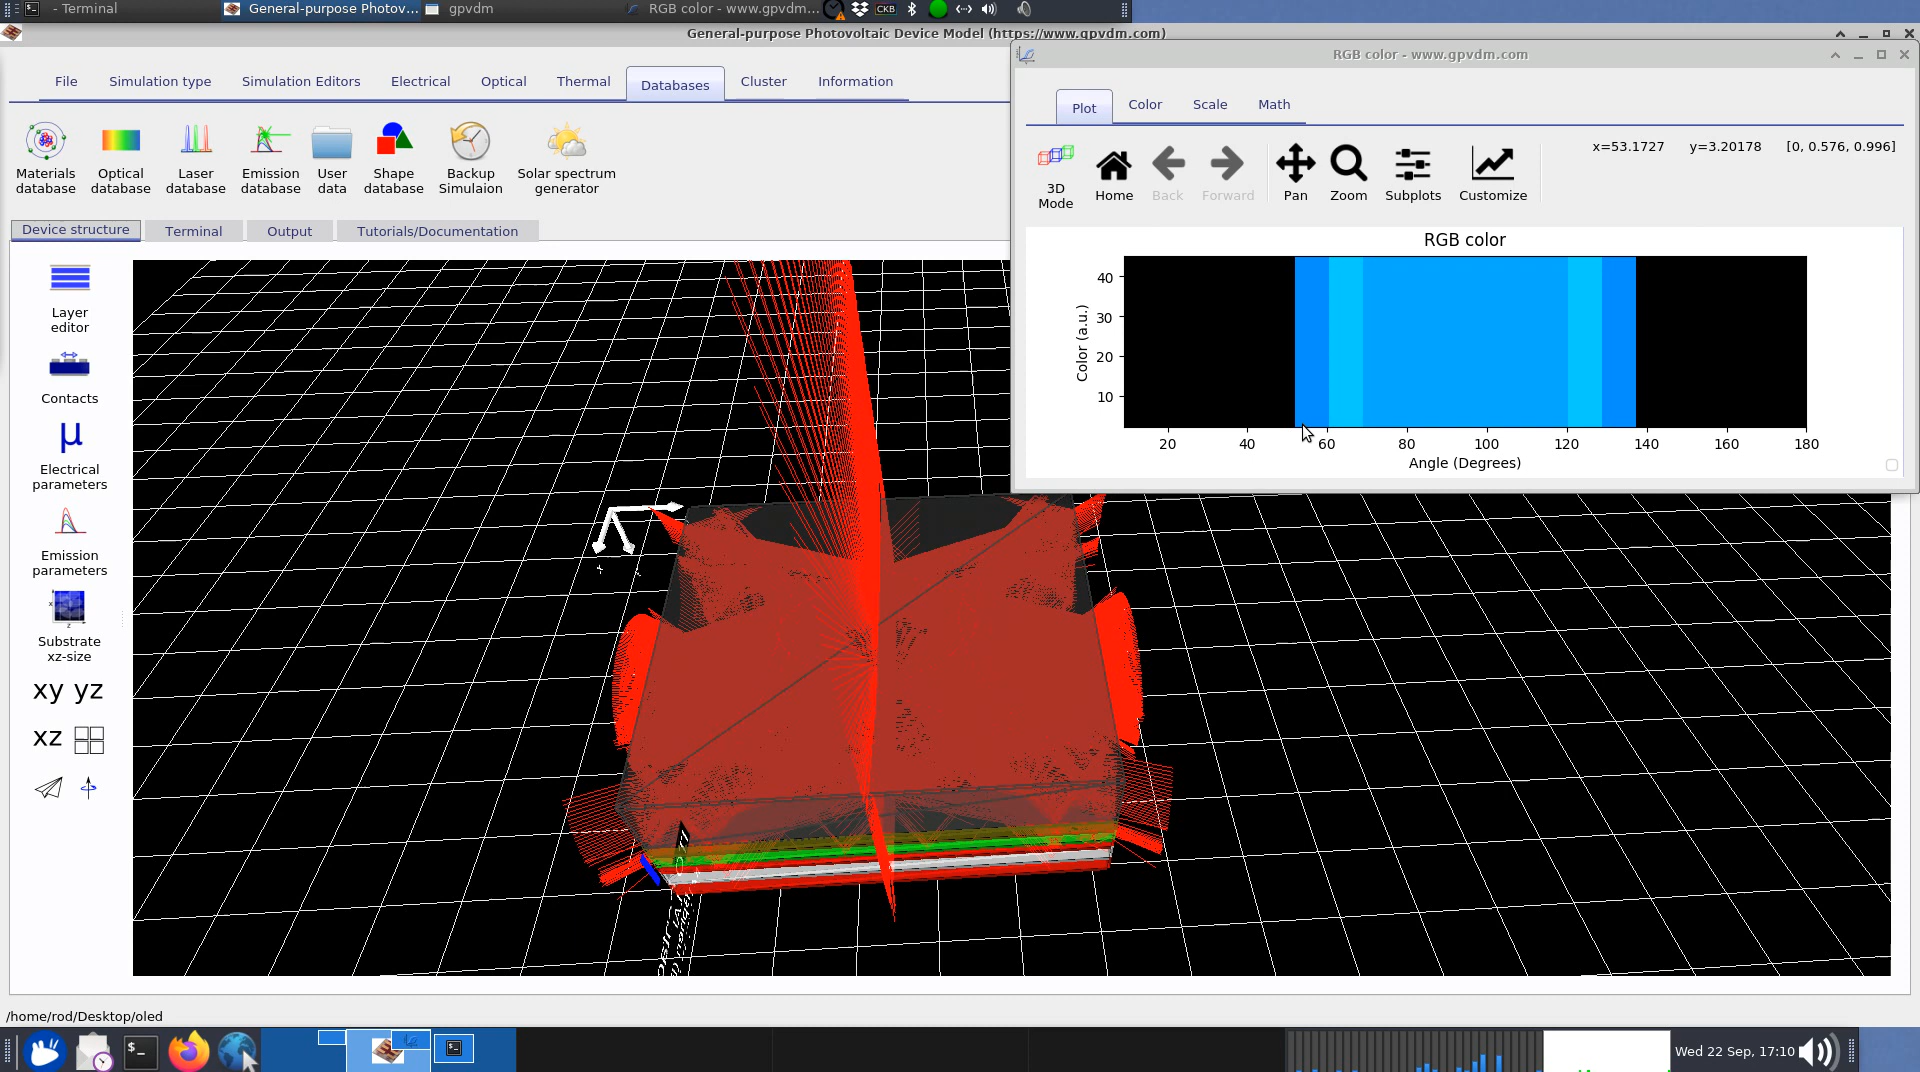 - Terminal
General-purpose Photov...
gpvdm
RGB color - www.gpvdm...
CKB
General-purpose Photovoltaic Device Model (https://www.gpvdm.com)
File
Simulation type
Simulation Editors
Electrical
Optical
Thermal
Databases
Cluster
Information
Materials
database
Optical
database
Laser
database
Emission
database
User
data
Shape
database
Backup
Simulaion
Solar spectrum
generator
Device structure
Terminal
Output
Tutorials/Documentation
Layer
editor
Contacts
μ
Electrical
parameters
Emission
parameters
Substrate
xz-size
xy yz
xz
RGB color - www.gpvdm.com
Plot
Color
Scale
Math
3D
Mode
Home
Back
Forward
Pan
Zoom
Subplots
Customize
x=53.1727 y=3.20178 [0, 0.576, 0.996]
RGB color
Color (a.u.)
40
30
20
10
20 40 60 80 100 120 140 160 180
Angle (Degrees)
/home/rod/Desktop/oled
Wed 22 Sep, 17:10